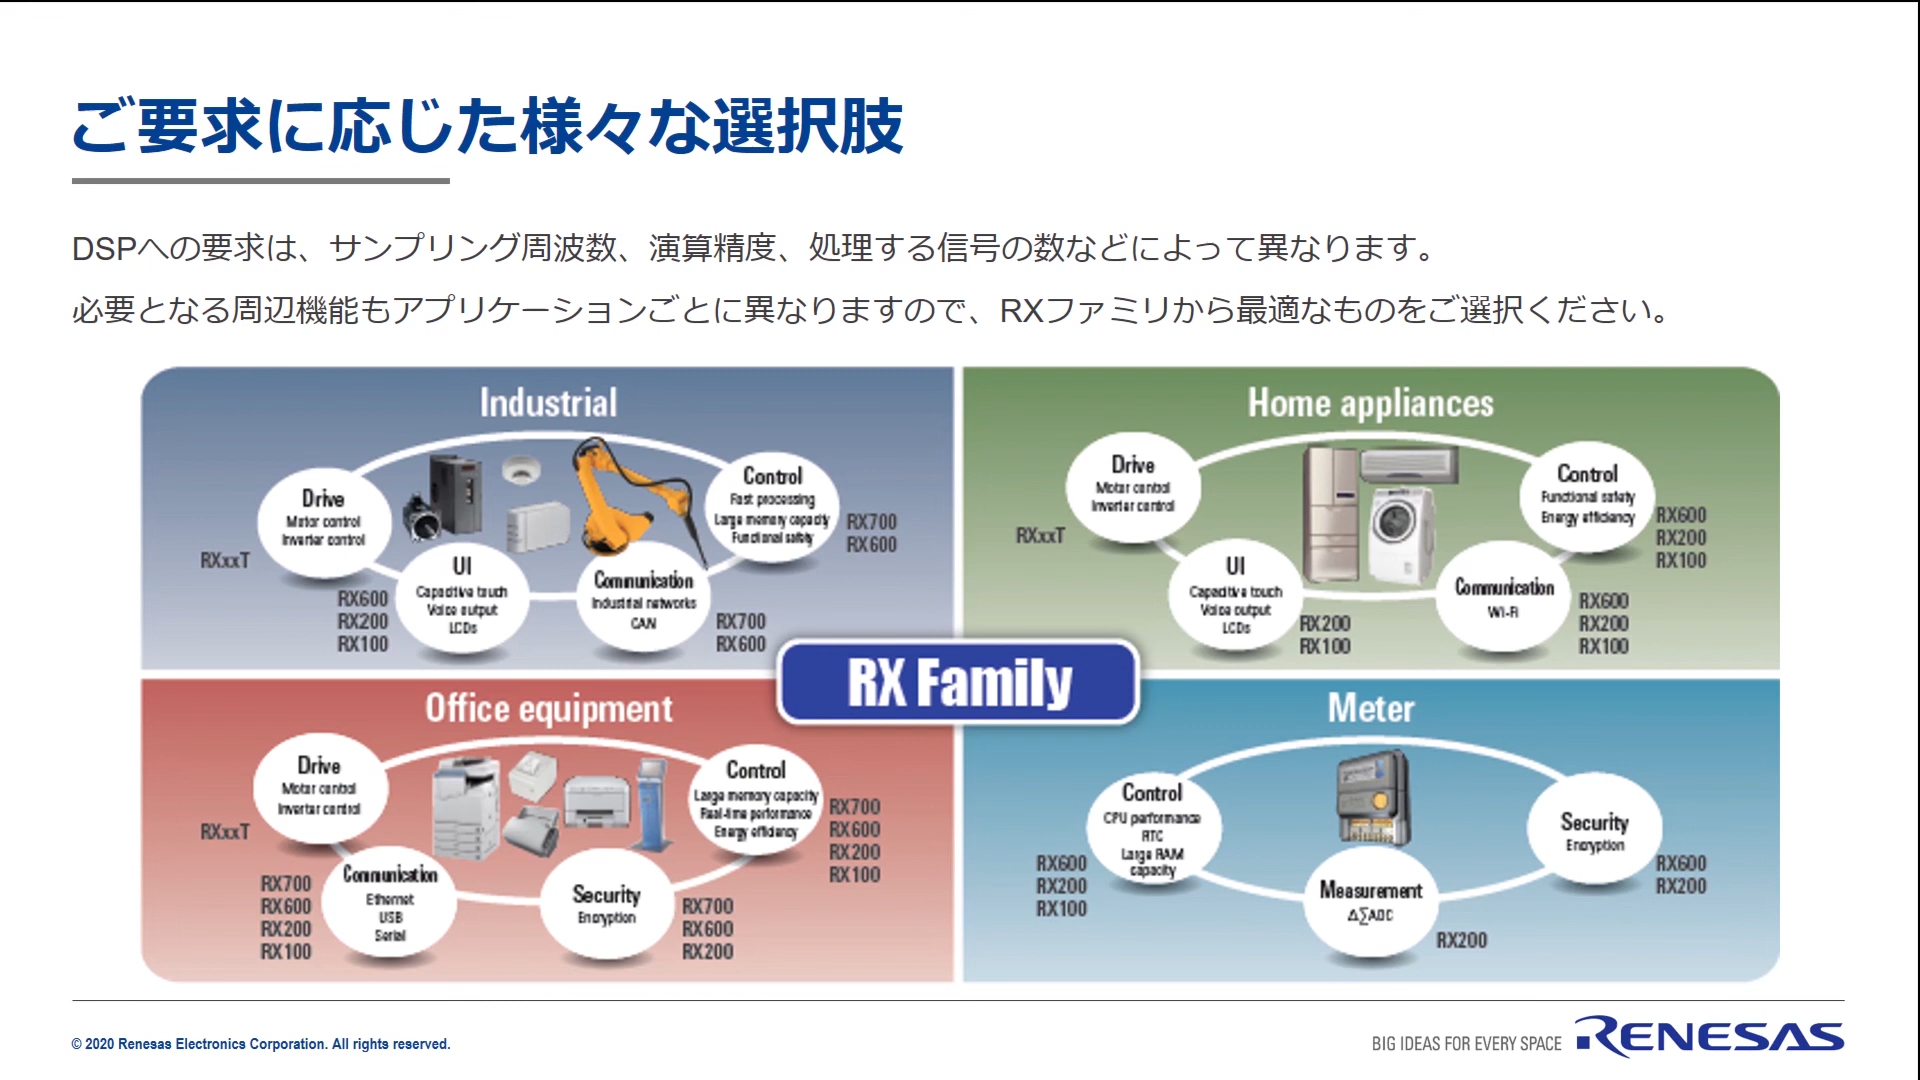 ご要求に応じた様々な選択肢
DSPへの要求は、サンプリング周波数、演算精度、処理する信号の数などによって異なります。
必要となる周辺機能もアプリケーションごとに異なりますので、RXファミリから最適なものをご選択ください。
Industrial
Drive
Motor control
Inverter control
RXxxT
UI
Capacitive touch
Voice output
LCDs
RX600
RX200
RX100
Communication
Industrial networks
CAN
RX700
RX600
Control
Fast processing
Large memory capacity
Functional safety
RX700
RX600
Home appliances
Drive
Motor control
Inverter control
RXxxT
UI
Capacitive touch
Voice output
LCDs
RX200
RX100
Communication
Wi-Fi
RX600
RX200
RX100
Control
Functional safety
Energy efficiency
RX600
RX200
RX100
RX Family
Office equipment
Drive
Motor control
Inverter control
RXxxT
Communication
Ethernet
USB
Serial
RX700
RX600
RX200
RX100
Security
Encryption
RX700
RX600
RX200
Control
Large memory capacity
Real-time performance
Energy efficiency
RX700
RX600
RX200
RX100
Meter
Control
CPU performance
RTC
Large RAM
capacity
RX600
RX200
RX100
Measurement
Δ∑ADC
RX200
Security
Encryption
RX600
RX200
© 2020 Renesas Electronics Corporation. All rights reserved.
BIG IDEAS FOR EVERY SPACE
RENESAS